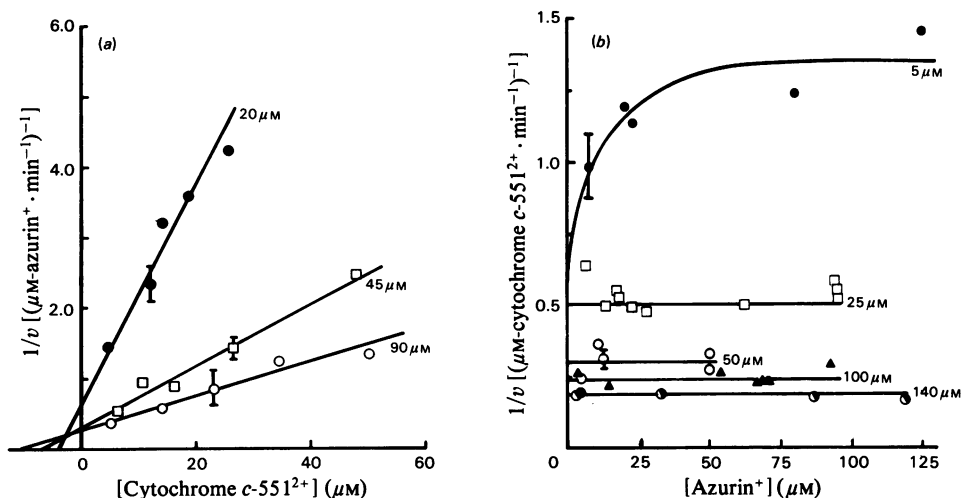 (a)
6.0
4.0
2.0
0
20
40
60
20 μM
45 μM
90 μM
1/v [(μM-azurin⁺ · min⁻¹)⁻¹]
[Cytochrome c-551²⁺] (μM)
(b)
1.5
1.0
0.5
0
25
50
75
100
125
5 μM
25 μM
50 μM
100 μM
140 μM
1/v [(μM-cytochrome c-551²⁺ · min⁻¹)⁻¹]
[Azurin⁺] (μM)